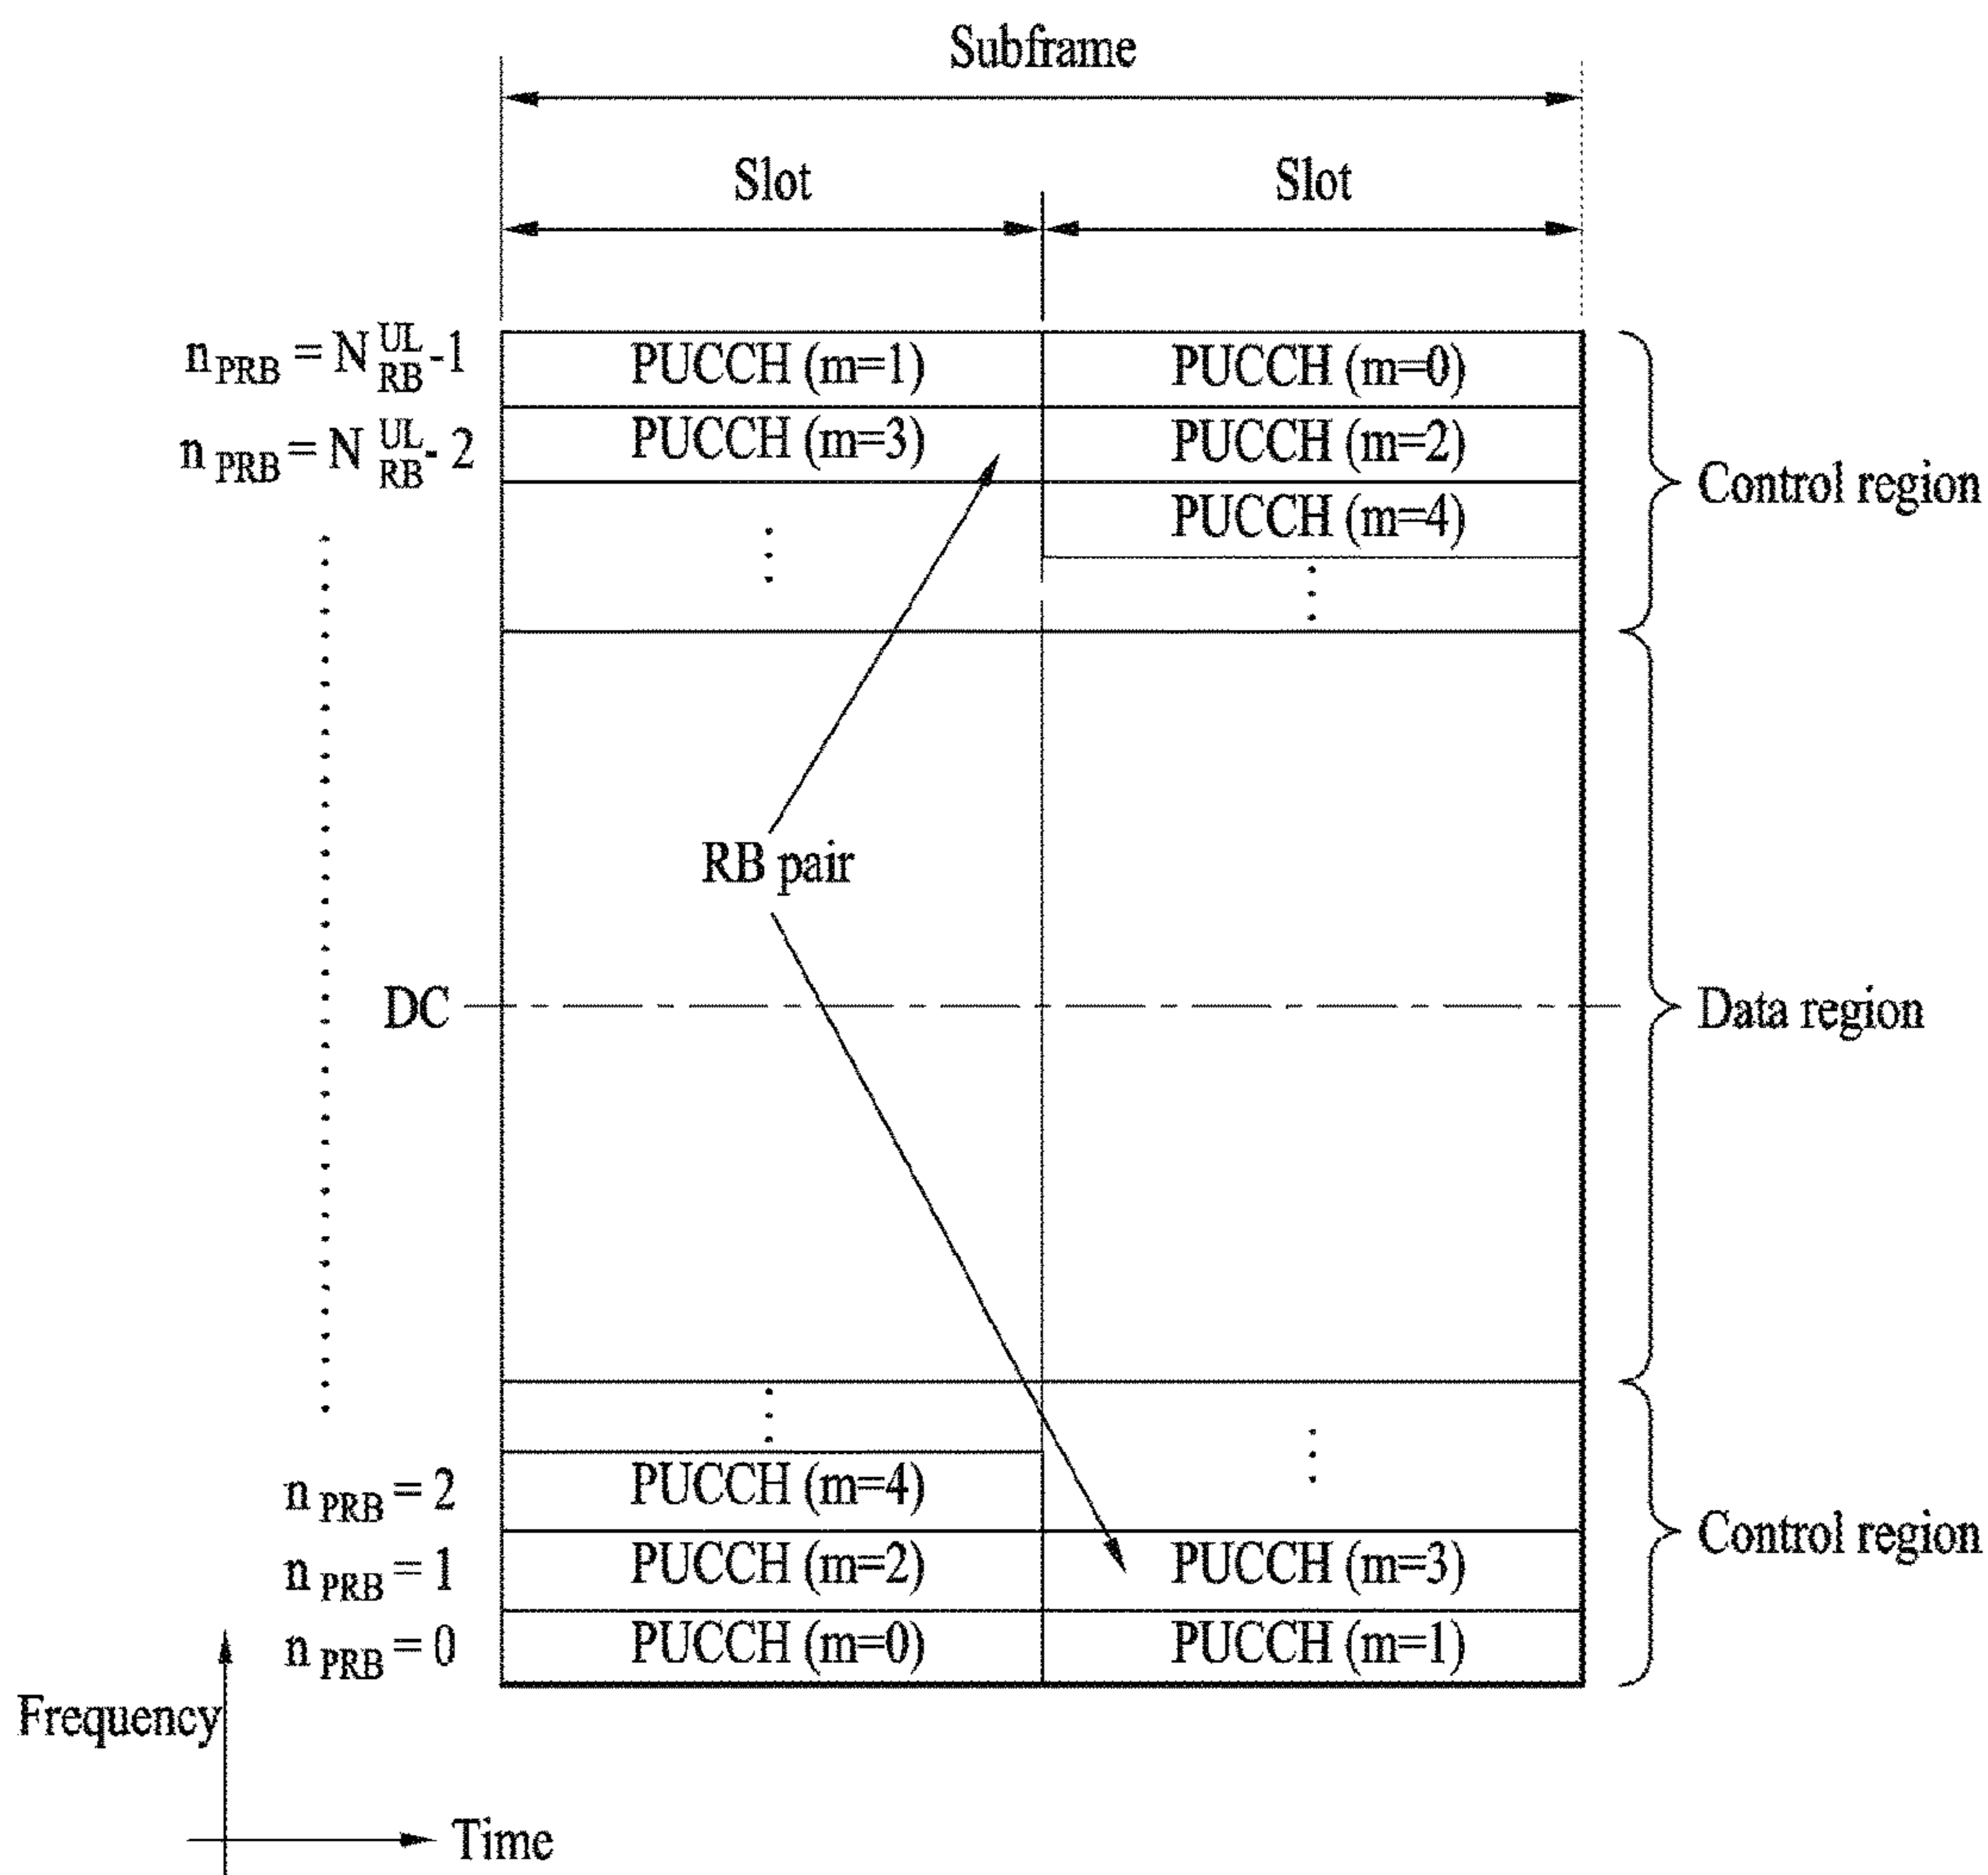 Subframe
Slot Slot
n PRB = N UL RB -1 PUCCH (m=1) PUCCH (m=0)
n PRB = N UL RB - 2 PUCCH (m=3) PUCCH (m=2)
Control region
PUCCH (m=4)
RB pair
DC Data region
n PRB = 2 PUCCH (m=4)
Control region
n PRB = 1 PUCCH (m=2) PUCCH (m=3)
n PRB = 0 PUCCH (m=0) PUCCH (m=1)
Frequency
Time